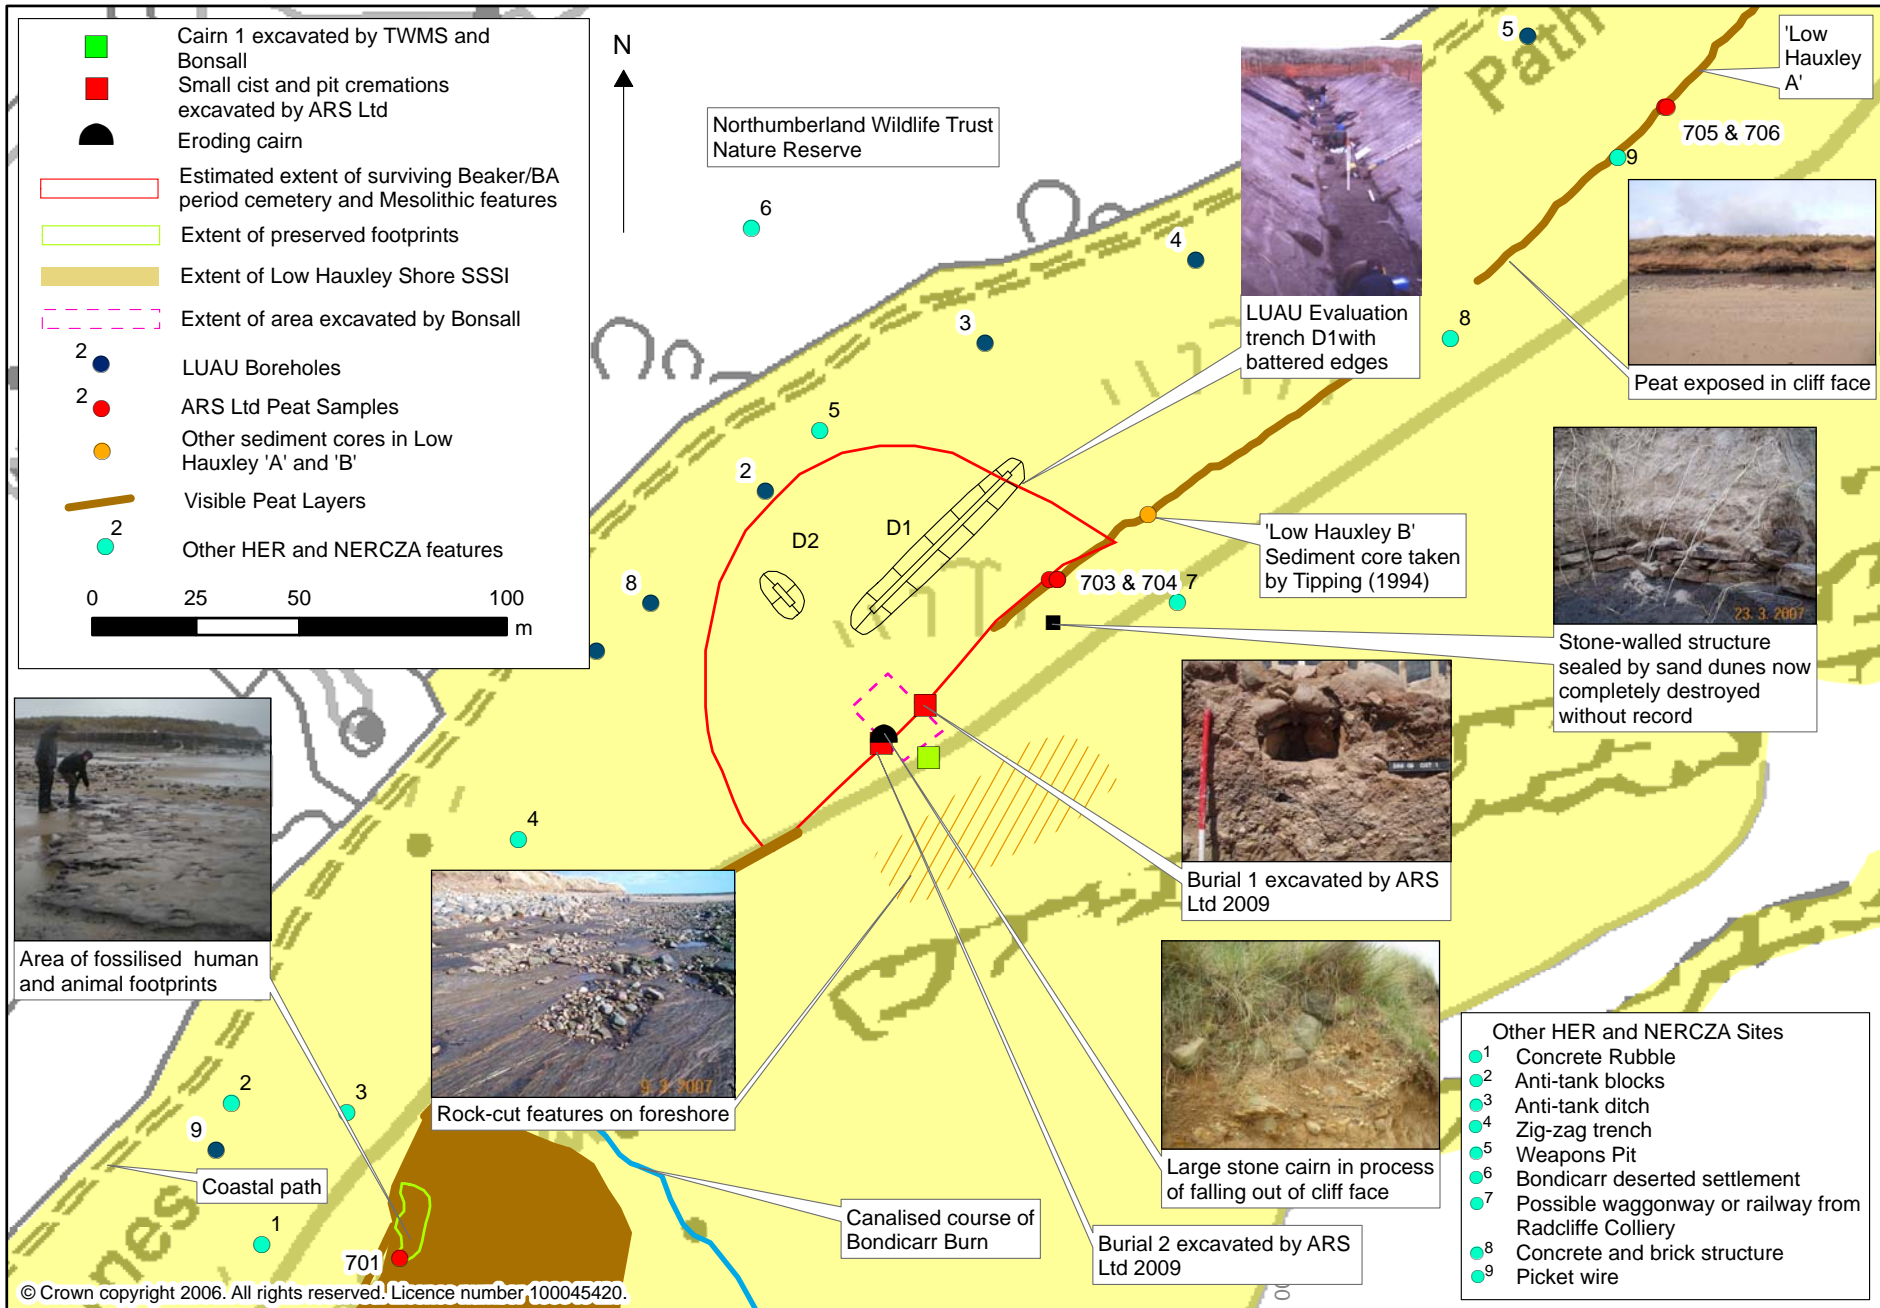 Cairn 1 excavated by TWMS and
Bonsall
Small cist and pit cremations
excavated by ARS Ltd
Eroding cairn
Estimated extent of surviving Beaker/BA
period cemetery and Mesolithic features
Extent of preserved footprints
Extent of Low Hauxley Shore SSSI
Extent of area excavated by Bonsall
2
LUAU Boreholes
2
ARS Ltd Peat Samples
Other sediment cores in Low
Hauxley 'A' and 'B'
Visible Peat Layers
2
Other HER and NERCZA features
0 25 50 100
m
N
Northumberland Wildlife Trust
Nature Reserve
6
5
Path
'Low
Hauxley
A'
705 & 706
9
4
3
8
LUAU Evaluation
trench D1with
battered edges
Peat exposed in cliff face
5
2
D2
D1
8
'Low Hauxley B'
Sediment core taken
by Tipping (1994)
703 & 704
7
23.3.2007
Stone-walled structure
sealed by sand dunes now
completely destroyed
without record
4
Burial 1 excavated by ARS
Ltd 2009
Area of fossilised human
and animal footprints
9.3.2007
Rock-cut features on foreshore
2
3
9
Coastal path
1
nes
701
Canalised course of
Bondicarr Burn
Large stone cairn in process
of falling out of cliff face
Burial 2 excavated by ARS
Ltd 2009
Other HER and NERCZA Sites
1 Concrete Rubble
2 Anti-tank blocks
3 Anti-tank ditch
4 Zig-zag trench
5 Weapons Pit
6 Bondicarr deserted settlement
7 Possible waggonway or railway from
Radcliffe Colliery
8 Concrete and brick structure
9 Picket wire
© Crown copyright 2006. All rights reserved. Licence number 100045420.